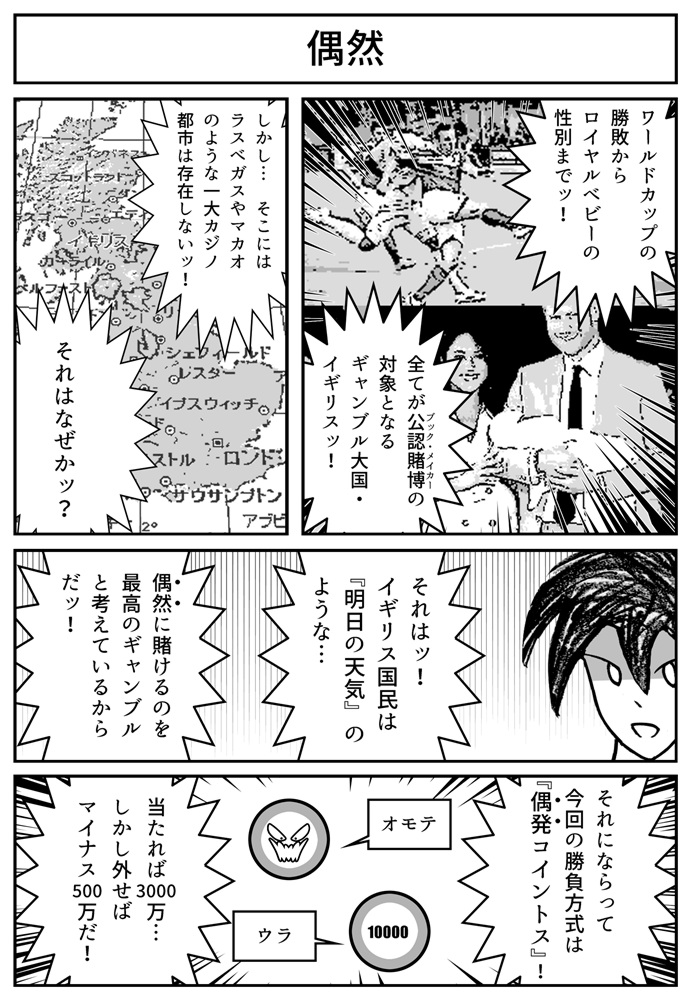 偶然
ワールドカップの
勝敗から
ロイヤルベビーの
性別までッ！
全てが公認賭博の
ブック・メイカー
対象となる
ギャンブル大国・
イギリスッ！
しかし… そこには
ラスベガスやマカオ
のような一大カジノ
都市は存在しないッ！
それはなぜかッ？
スコットランド
イギリス
カーライル
ベルファスト
シェフィールド
レスター
イプスウィッチ
ストル
ロンド
サウサンプトン
アブビ
2°
それはッ！
イギリス国民は
『明日の天気』の
ような…
偶然に賭けるのを
最高のギャンブル
と考えているから
だッ！
それにならって
今回の勝負方式は
『偶発コイントス』！
オモテ
ウラ
10000
当たれば3000
万…
しかし外せば
マイナス
500万だ！